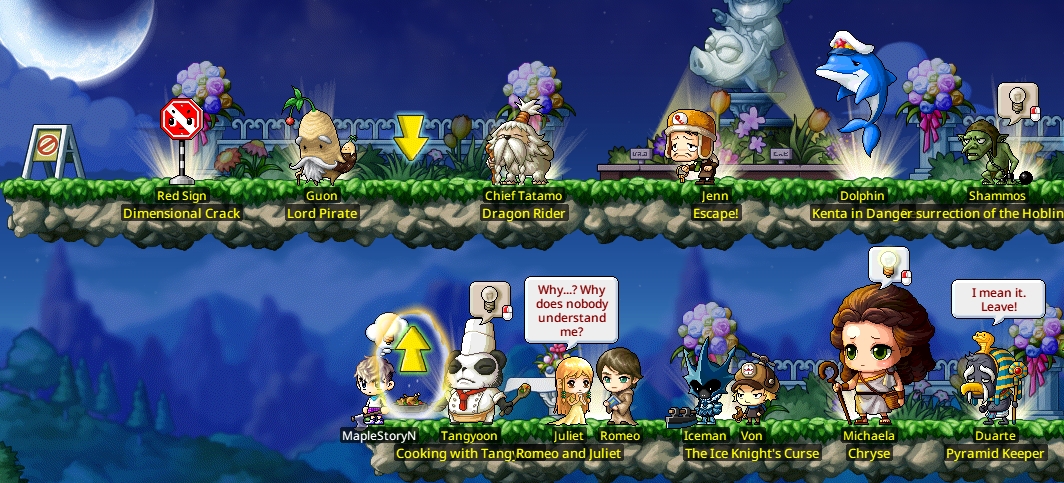 Red Sign
Dimensional Crack
Guon
Lord Pirate
Chief Tatamo
Dragon Rider
Jenn
Escape!
Dolphin
Kenta in Danger
Shammos
surrection of the Hoblin
Why...? Why
does nobody
understand
me?
I mean it.
Leave!
MapleStoryN
Tangyoon
Cooking with Tang
Juliet
Romeo
Romeo and Juliet
Iceman
Von
The Ice Knight's Curse
Michaela
Chryse
Duarte
Pyramid Keeper